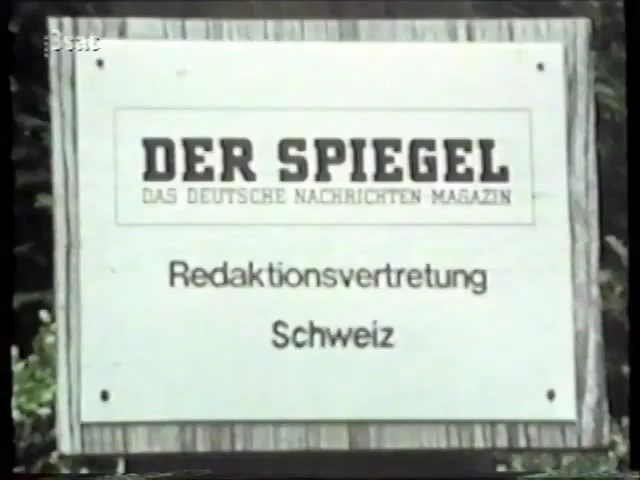 3sat
DER SPIEGEL
DAS DEUTSCHE NACHRICHTEN-MAGAZIN
Redaktionsvertretung
Schweiz